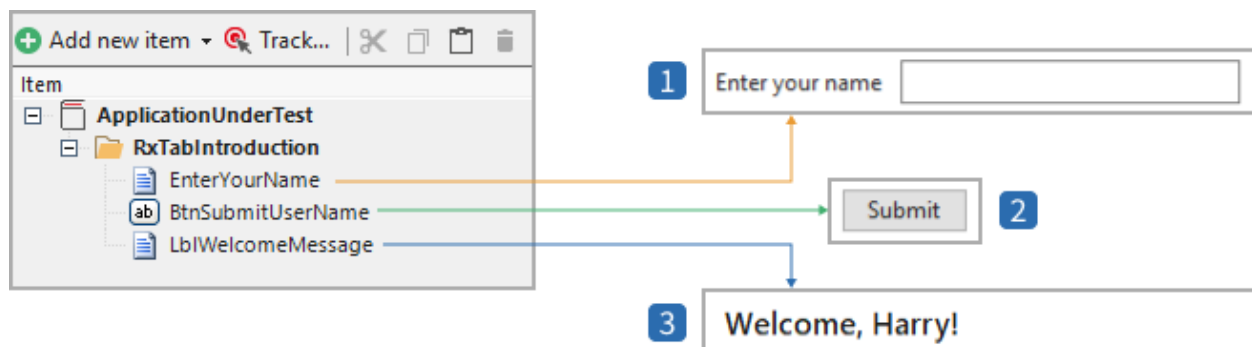 Add new item Track...
Item
ApplicationUnderTest
RxTabIntroduction
EnterYourName
ab BtnSubmitUserName
LblWelcomeMessage
1 Enter your name
Submit 2
3 Welcome, Harry!